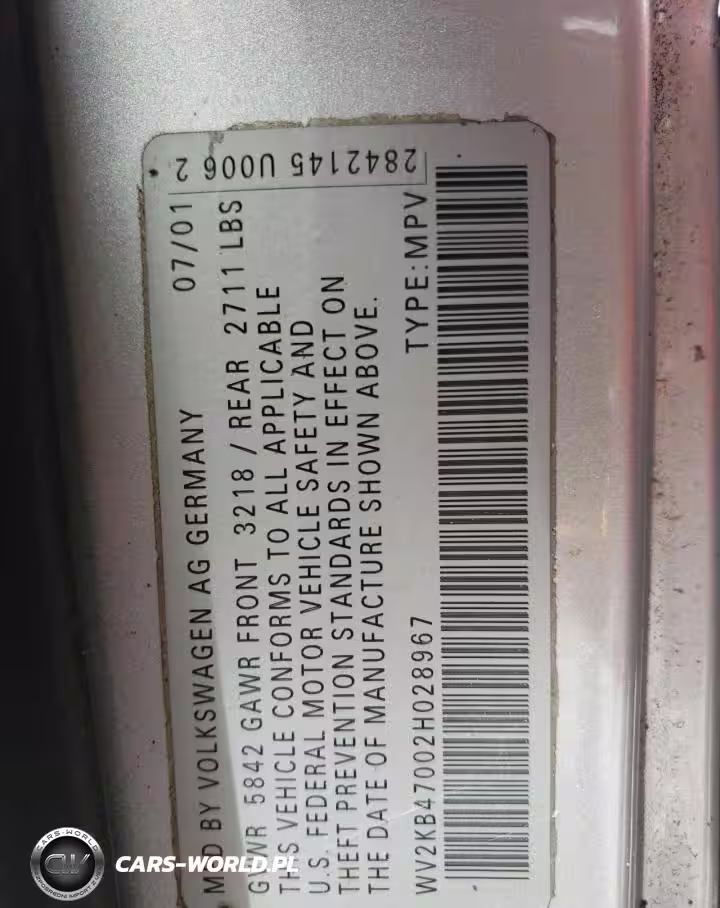 MFD BY VOLKSWAGEN AG GERMANY 07/01
GVWR 5842 GAWR FRONT 3218 / REAR 2711 LBS
THIS VEHICLE CONFORMS TO ALL APPLICABLE
U.S. FEDERAL MOTOR VEHICLE SAFETY AND
THEFT PREVENTION STANDARDS IN EFFECT ON
THE DATE OF MANUFACTURE SHOWN ABOVE.
WV2KB47002H028967 TYPE:MPV
2842145 U006 2
CW
CARS-WORLD.PL